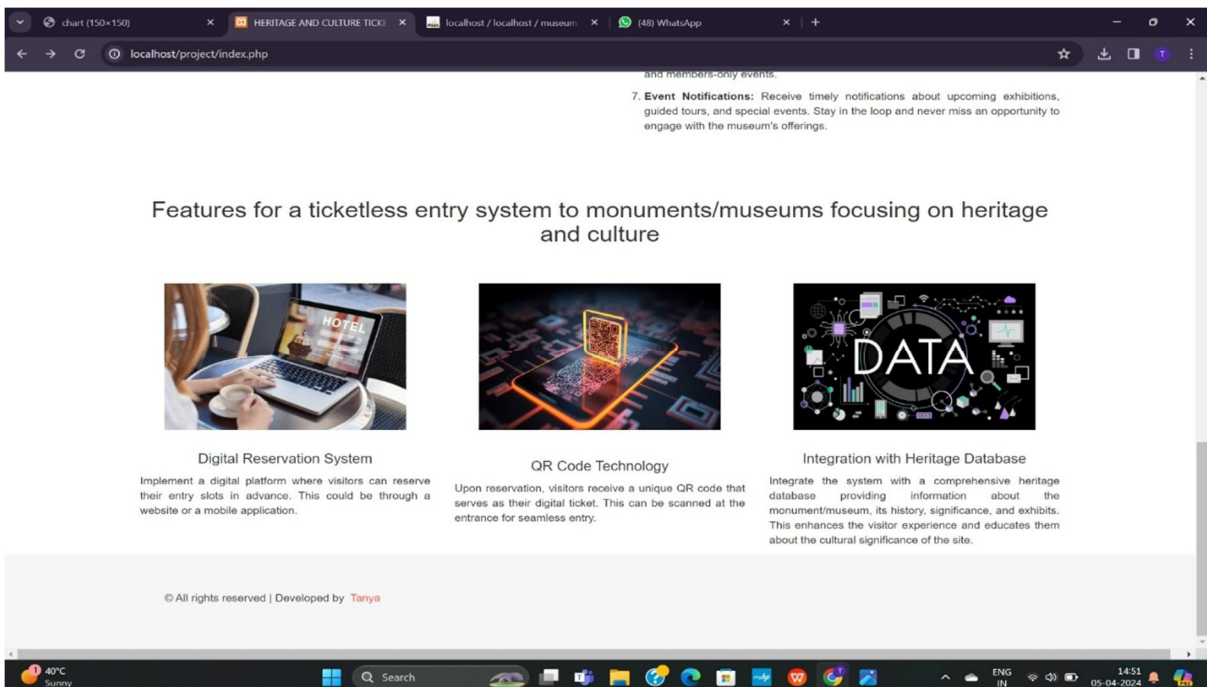 chart (150×150)
HERITAGE AND CULTURE TICKE
localhost / localhost / museum
(48) WhatsApp
localhost/project/index.php
and members-only events.
7. Event Notifications: Receive timely notifications about upcoming exhibitions,
guided tours, and special events. Stay in the loop and never miss an opportunity to
engage with the museum's offerings.
Features for a ticketless entry system to monuments/museums focusing on heritage
and culture
HOTEL
DATA
Digital Reservation System
Implement a digital platform where visitors can reserve
their entry slots in advance. This could be through a
website or a mobile application.
QR Code Technology
Upon reservation, visitors receive a unique QR code that
serves as their digital ticket. This can be scanned at the
entrance for seamless entry.
Integration with Heritage Database
Integrate the system with a comprehensive heritage
database providing information about the
monument/museum, its history, significance, and exhibits.
This enhances the visitor experience and educates them
about the cultural significance of the site.
© All rights reserved | Developed by Tanya
1
40°C
Sunny
Search
ENG
IN
14:51
05-04-2024